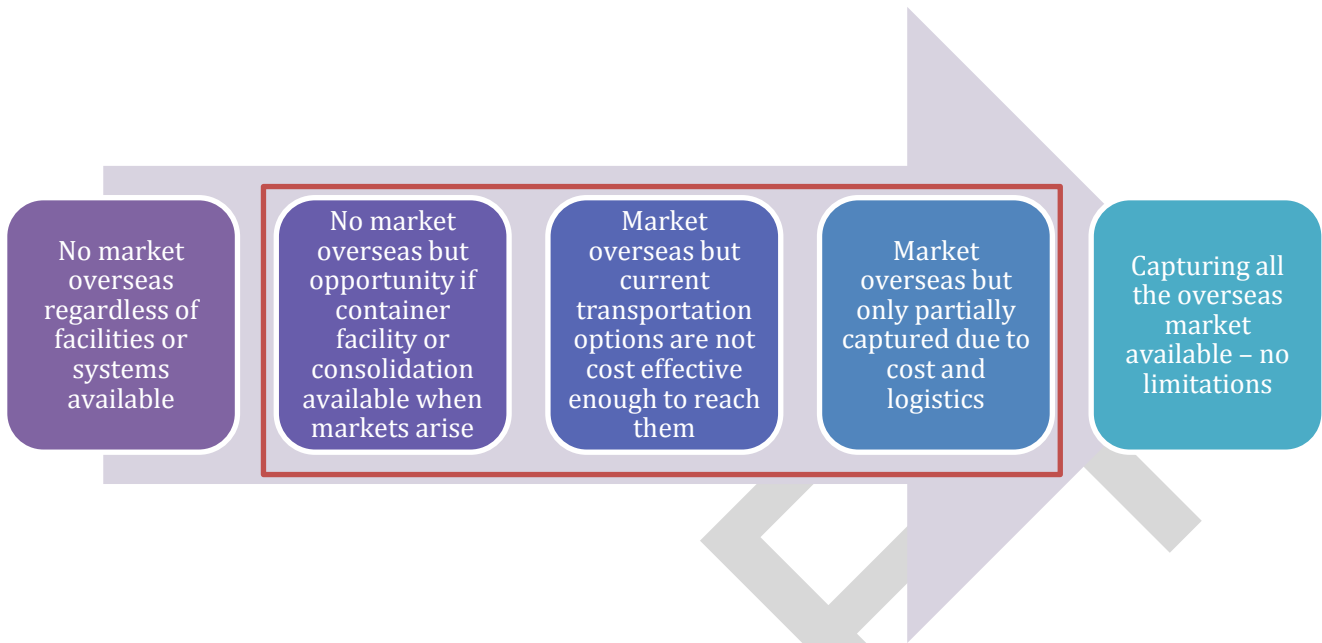 No market
overseas
regardless of
facilities or
systems
available
No market
overseas but
opportunity if
container
facility or
consolidation
available when
markets arise
Market
overseas but
current
transportation
options are not
cost effective
enough to reach
them
Market
overseas but
only partially
captured due to
cost and
logistics
Capturing all
the overseas
market
available – no
limitations